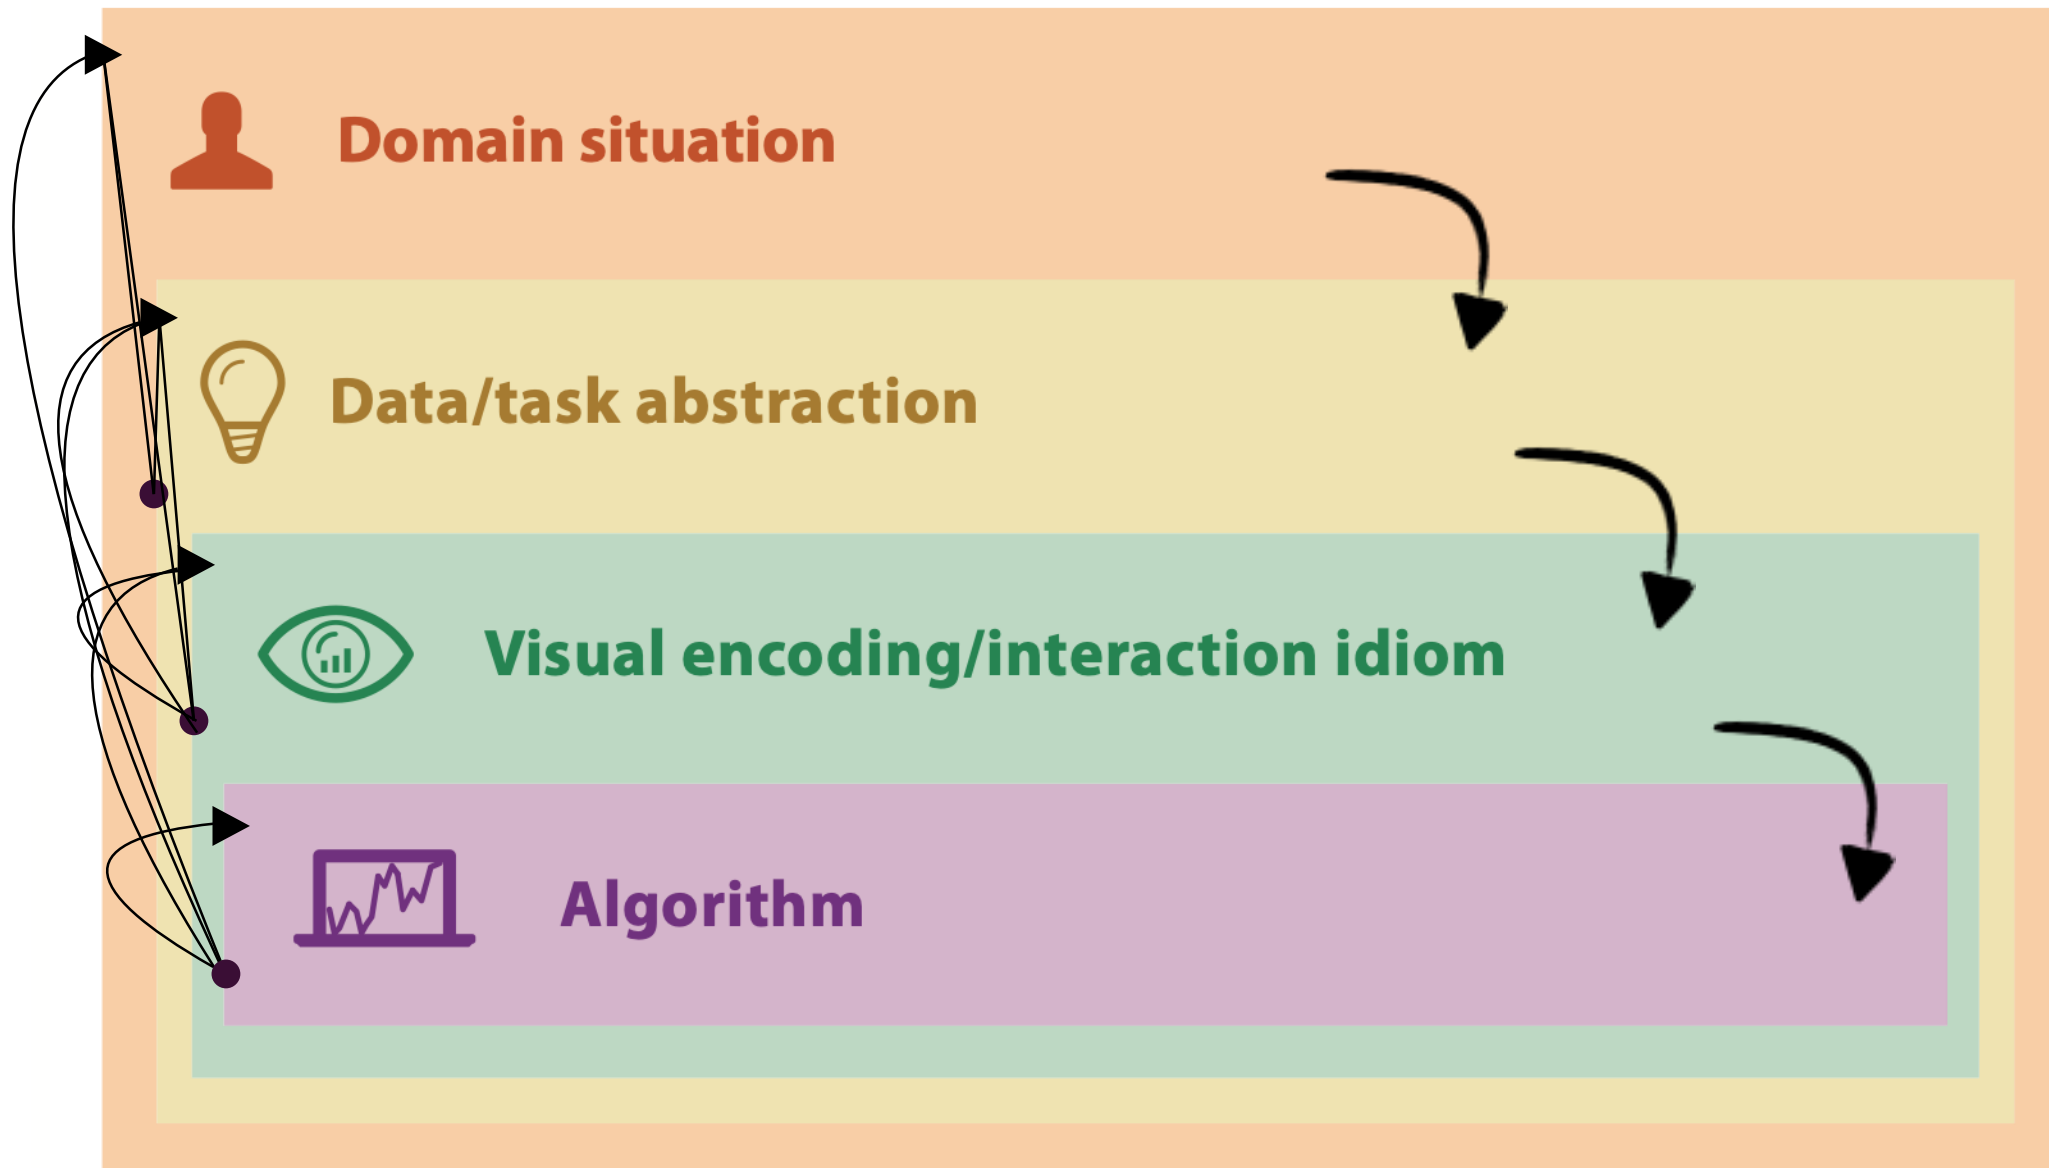 Domain situation
Data/task abstraction
Visual encoding/interaction idiom
Algorithm